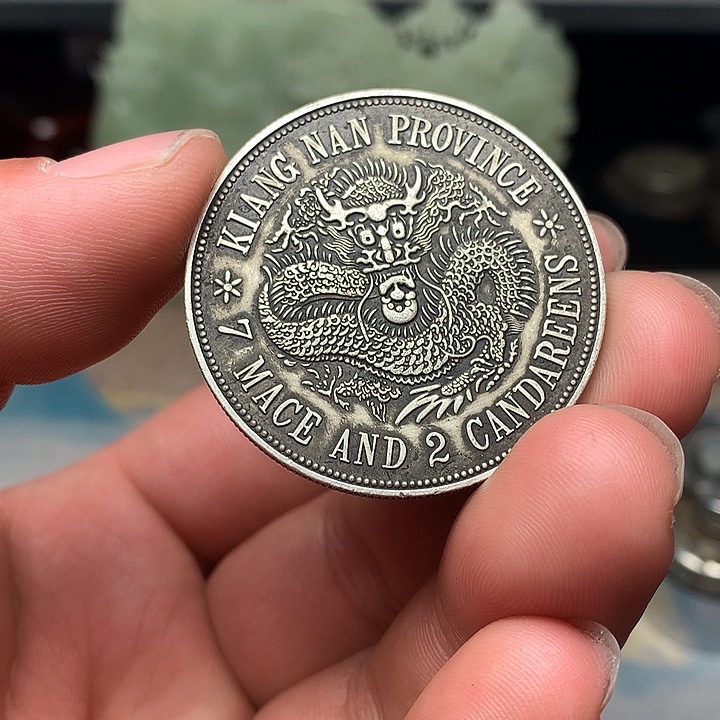 KIANG NAN PROVINCE
7 MACE AND 2 CANDAREENS